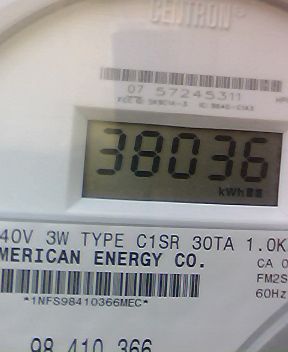 CENTRON®
07 57245311
38036
kWh
40V 3W TYPE C1SR 30TA 1.0K
MERICAN ENERGY CO.
CA 0
FM2S
60Hz
*1NFS98410366MEC*
98 410 366